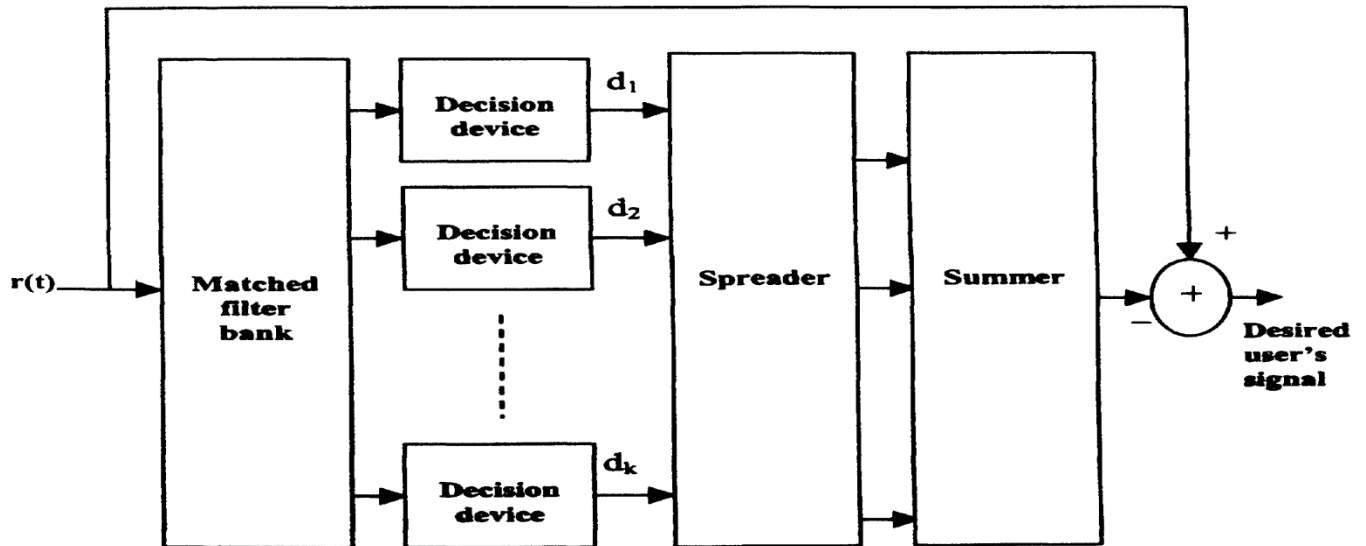 Decision
device
d₁
Decision
device
d₂
r(t)
Matched
filter
bank
Spreader
Summer
+
+
−
Desired
user's
signal
Decision
device
dₖ